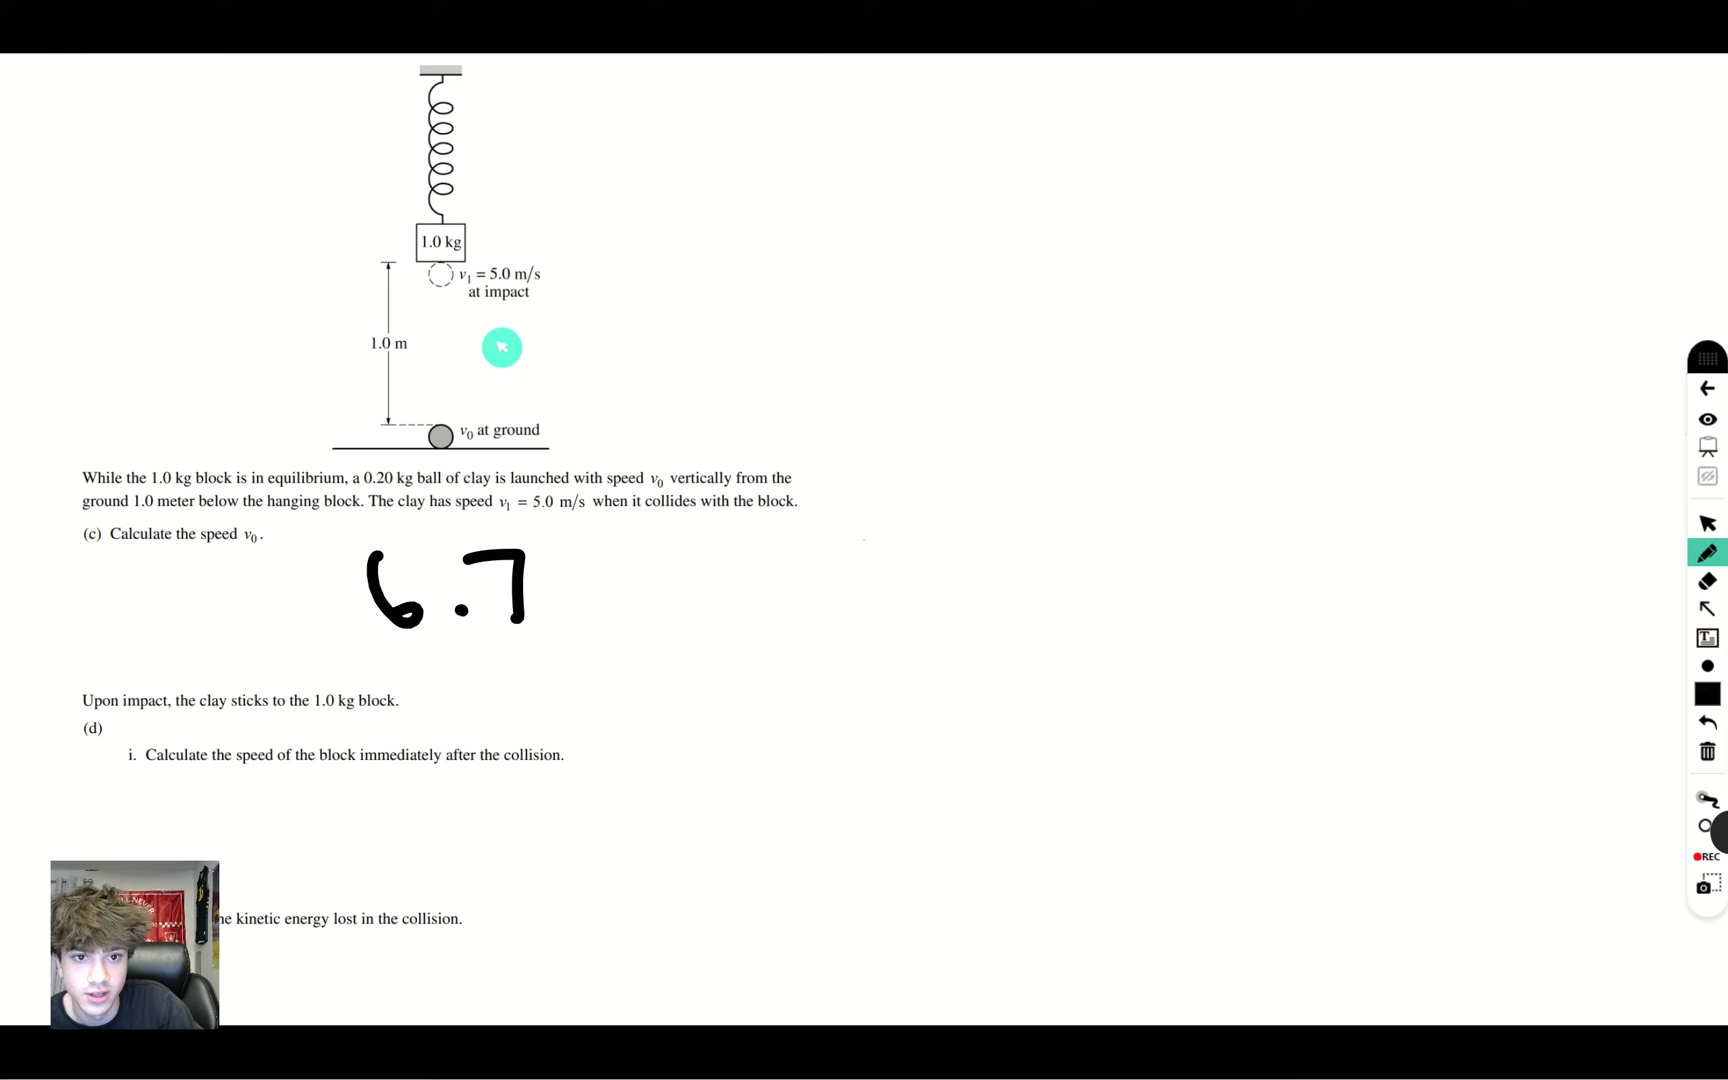 1.0 kg
v₁ = 5.0 m/s
at impact
1.0 m
v₀ at ground
While the 1.0 kg block is in equilibrium, a 0.20 kg ball of clay is launched with speed v₀ vertically from the
ground 1.0 meter below the hanging block. The clay has speed v₁ = 5.0 m/s when it collides with the block.
(c) Calculate the speed v₀.
6.7
Upon impact, the clay sticks to the 1.0 kg block.
(d)
i. Calculate the speed of the block immediately after the collision.
kinetic energy lost in the collision.
REC